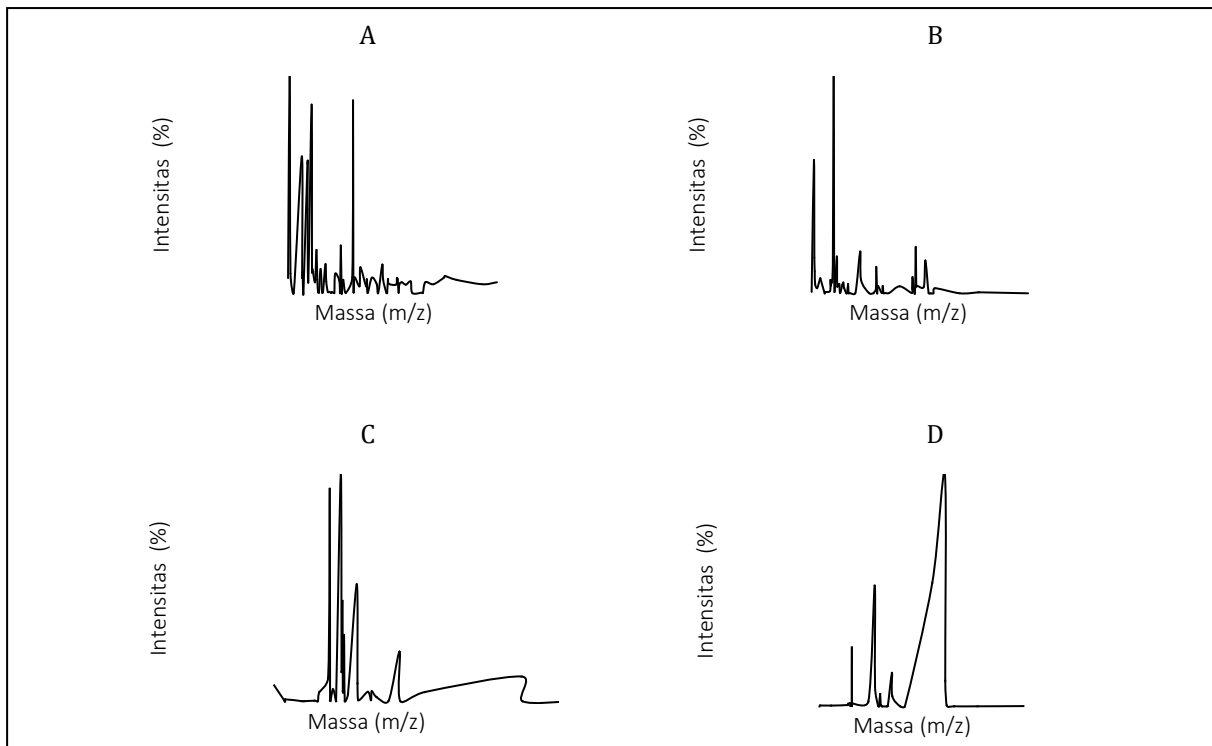 A
B
Intensitas (%)
Massa (m/z)
Intensitas (%)
Massa (m/z)
C
D
Intensitas (%)
Massa (m/z)
Intensitas (%)
Massa (m/z)